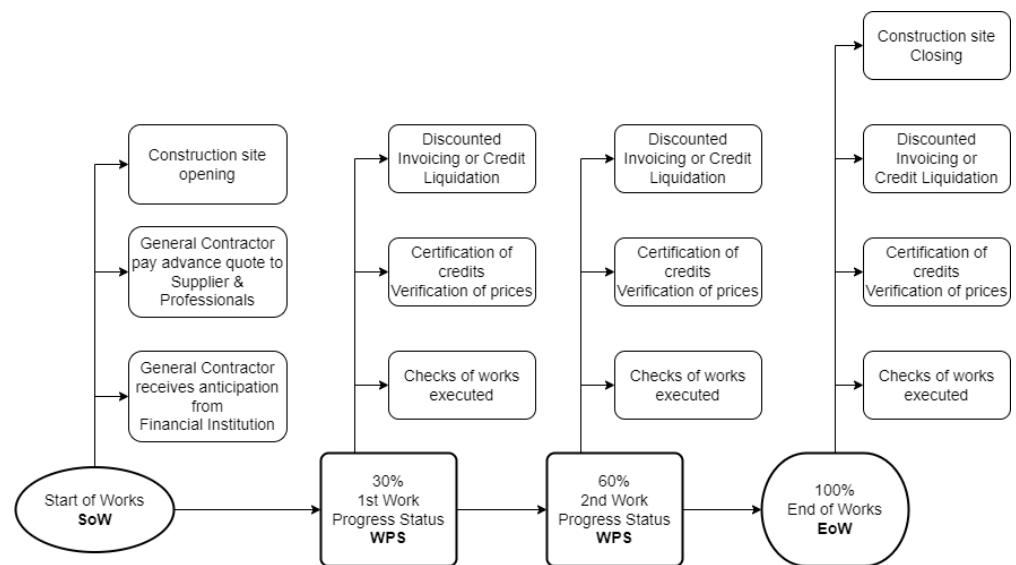 Construction site
Closing
Construction site
opening
Discounted
Invoicing or Credit
Liquidation
Discounted
Invoicing or Credit
Liquidation
Discounted
Invoicing or
Credit Liquidation
General Contractor
pay advance quote to
Supplier &
Professionals
Certification of
credits
Verification of prices
Certification of
credits
Verification of prices
Certification of
credits
Verification of prices
General Contractor
receives anticipation
from
Financial Institution
Checks of works
executed
Checks of works
executed
Checks of works
executed
Start of Works
SoW
30%
1st Work
Progress Status
WPS
60%
2nd Work
Progress Status
WPS
100%
End of Works
EoW